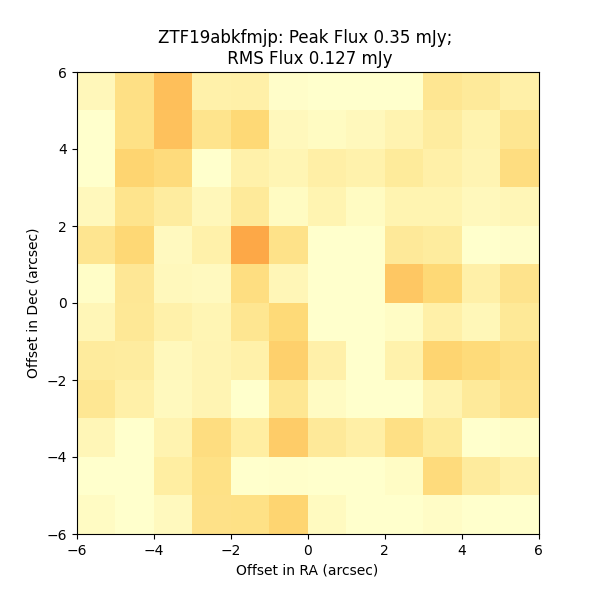 ZTF19abkfmjp: Peak Flux 0.35 mJy;
RMS Flux 0.127 mJy
6
4
2
0
−2
−4
−6
Offset in Dec (arcsec)
−6 −4 −2 0 2 4 6
Offset in RA (arcsec)